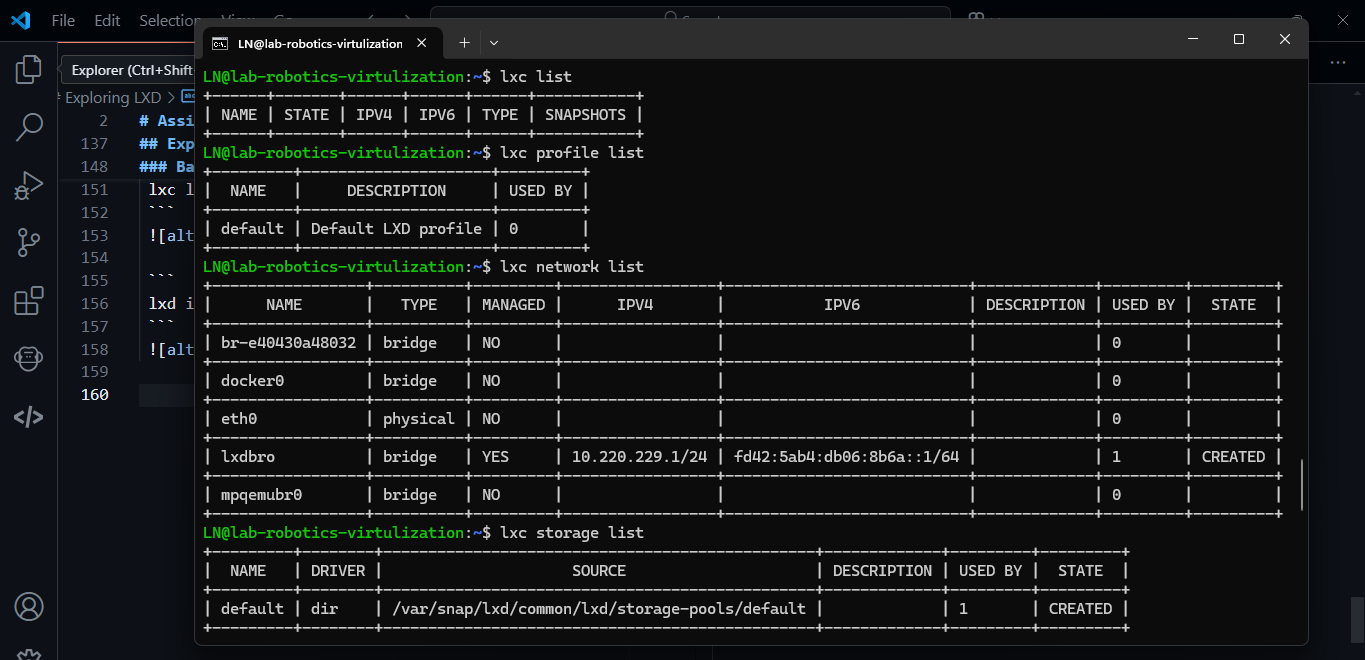 File Edit Selection View Go
LN@lab-robotics-virtulization
Explorer (Ctrl+Shift
Exploring LXD >
2 # Assi
137 ## Exp
148 ### Ba
151 lxc l
152 ```
153 ![alt
154
155 ```
156 lxd i
157 ```
158 ![alt
159
160
LN@lab-robotics-virtulization:~$ lxc list
+------+-------+------+------+------+-----------+
| NAME | STATE | IPV4 | IPV6 | TYPE | SNAPSHOTS |
+------+-------+------+------+------+-----------+
LN@lab-robotics-virtulization:~$ lxc profile list
+---------+---------------------+---------+
| NAME | DESCRIPTION | USED BY |
+---------+---------------------+---------+
| default | Default LXD profile | 0 |
+---------+---------------------+---------+
LN@lab-robotics-virtulization:~$ lxc network list
+-----------------+----------+---------+-----------------+---------------------------+-------------+---------+---------+
| NAME | TYPE | MANAGED | IPV4 | IPV6 | DESCRIPTION | USED BY | STATE |
+-----------------+----------+---------+-----------------+---------------------------+-------------+---------+---------+
| br-e40430a48032 | bridge | NO | | | | 0 | |
+-----------------+----------+---------+-----------------+---------------------------+-------------+---------+---------+
| docker0 | bridge | NO | | | | 0 | |
+-----------------+----------+---------+-----------------+---------------------------+-------------+---------+---------+
| eth0 | physical | NO | | | | 0 | |
+-----------------+----------+---------+-----------------+---------------------------+-------------+---------+---------+
| lxdbro | bridge | YES | 10.220.229.1/24 | fd42:5ab4:db06:8b6a::1/64 | | 1 | CREATED |
+-----------------+----------+---------+-----------------+---------------------------+-------------+---------+---------+
| mpqemubr0 | bridge | NO | | | | 0 | |
+-----------------+----------+---------+-----------------+---------------------------+-------------+---------+---------+
LN@lab-robotics-virtulization:~$ lxc storage list
+---------+--------+------------------------------------------------+-------------+---------+---------+
| NAME | DRIVER | SOURCE | DESCRIPTION | USED BY | STATE |
+---------+--------+------------------------------------------------+-------------+---------+---------+
| default | dir | /var/snap/lxd/common/lxd/storage-pools/default | | 1 | CREATED |
+---------+--------+------------------------------------------------+-------------+---------+---------+